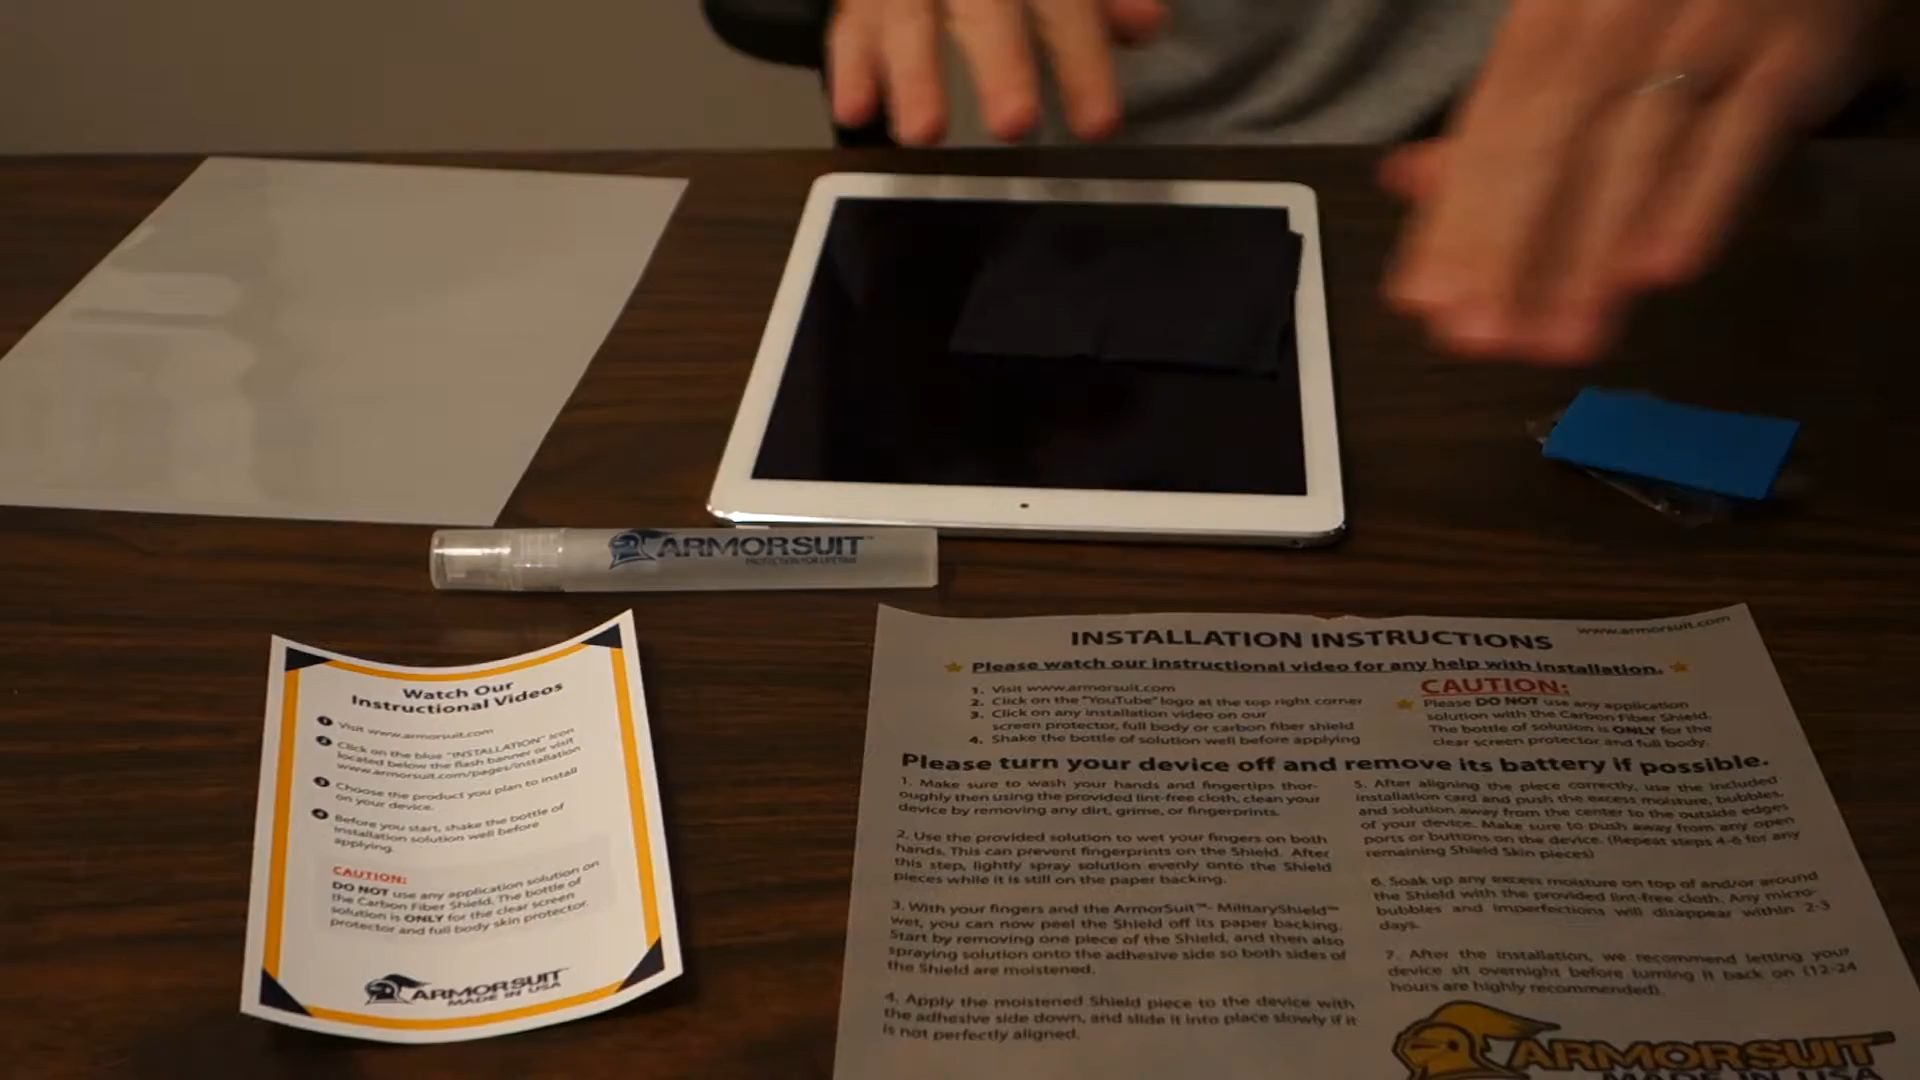 ARMORSUIT™
PROTECTION FOR LIFETIME
Watch Our
Instructional Videos
1 Visit www.armorsuit.com
2 Click on the blue "INSTALLATION" icon
located below the flash banner or visit
www.armorsuit.com/pages/installation
3 Choose the product you plan to install
on your device.
4 Before you start, shake the bottle of
installation solution well before
applying.
CAUTION:
DO NOT use any application solution on
the Carbon Fiber Shield. The bottle of
solution is ONLY for the clear screen
protector and full body skin protector.
ARMORSUIT
MADE IN USA
www.armorsuit.com
INSTALLATION INSTRUCTIONS
Please watch our instructional video for any help with installation.
1. Visit www.armorsuit.com
2. Click on the "YouTube" logo at the top right corner
3. Click on any installation video on our
screen protector, full body or carbon fiber shield
4. Shake the bottle of solution well before applying
CAUTION:
Please DO NOT use any application
solution with the Carbon Fiber Shield.
The bottle of solution is ONLY for the
clear screen protector and full body.
Please turn your device off and remove its battery if possible.
1. Make sure to wash your hands and fingertips thor-
oughly then using the provided lint-free cloth, clean your
device by removing any dirt, grime, or fingerprints.
2. Use the provided solution to wet your fingers on both
hands. This can prevent fingerprints on the Shield. After
this step, lightly spray solution evenly onto the Shield
pieces while it is still on the paper backing.
3. With your fingers and the ArmorSuit™- MilitaryShield™
wet, you can now peel the Shield off its paper backing.
Start by removing one piece of the Shield, and then also
spraying solution onto the adhesive side so both sides of
the Shield are moistened.
4. Apply the moistened Shield piece to the device with
the adhesive side down, and slide it into place slowly if it
is not perfectly aligned.
5. After aligning the piece correctly, use the included
installation card and push the excess moisture, bubbles,
and solution away from the center to the outside edges
of your device. Make sure to push away from any open
ports or buttons on the device. (Repeat steps 4-6 for any
remaining Shield Skin pieces)
6. Soak up any excess moisture on top of and/or around
the Shield with the provided lint-free cloth. Any micro-
bubbles and imperfections will disappear within 2-3
days.
7. After the installation, we recommend letting your
device sit overnight before turning it back on (12-24
hours are highly recommended).
ARMORSUIT
MADE IN USA